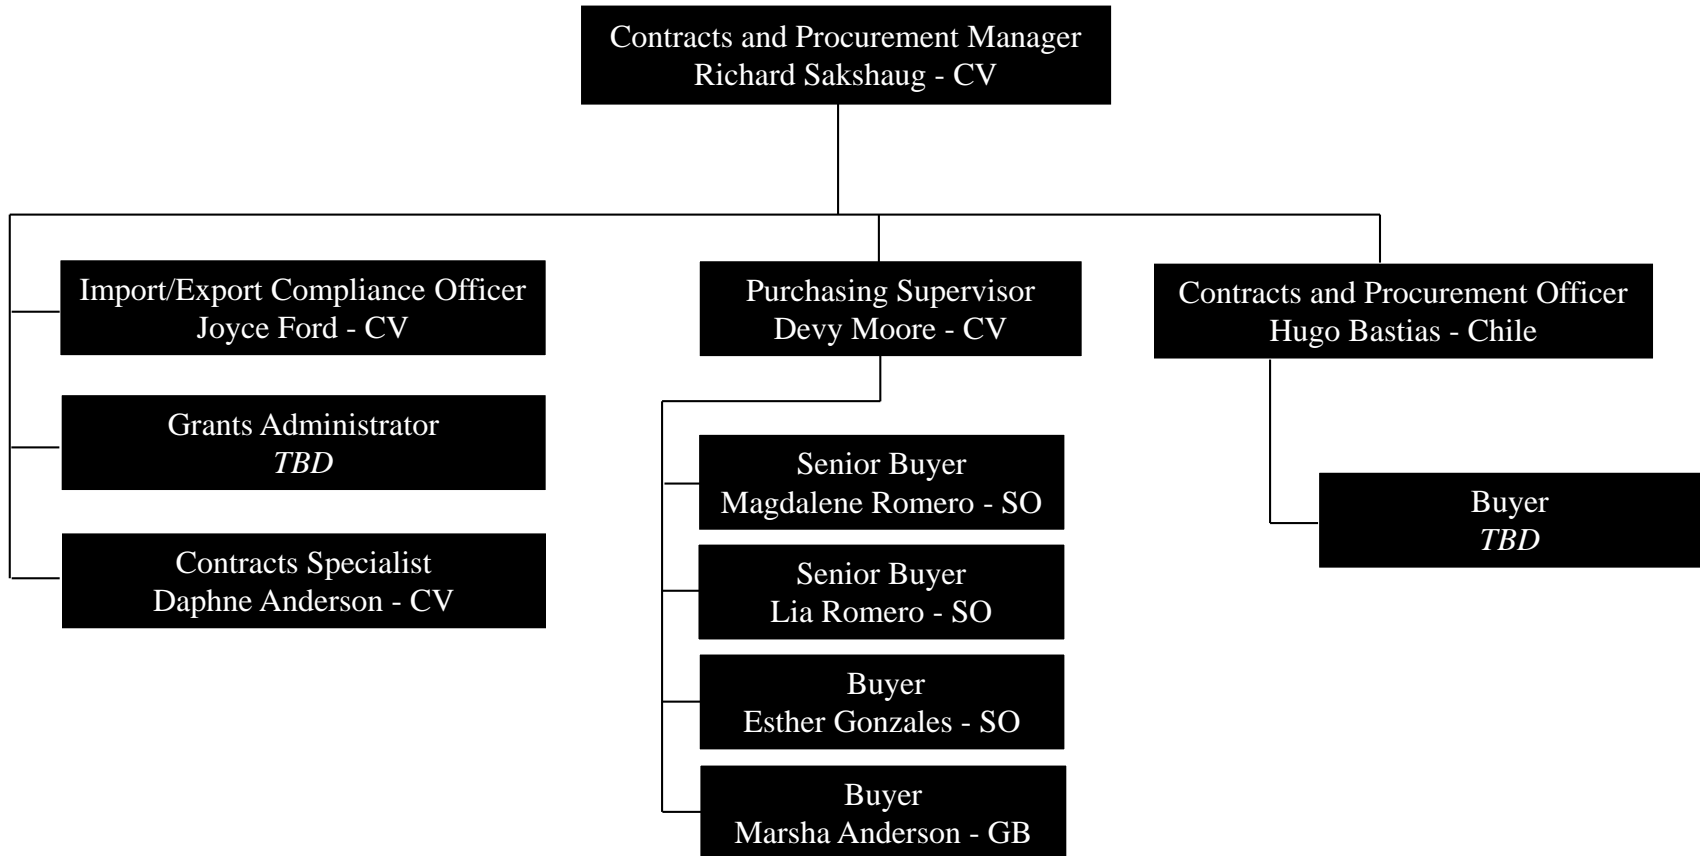 Contracts and Procurement Manager
Richard Sakshaug - CV
Import/Export Compliance Officer
Joyce Ford - CV
Grants Administrator
TBD
Contracts Specialist
Daphne Anderson - CV
Purchasing Supervisor
Devy Moore - CV
Senior Buyer
Magdalene Romero - SO
Senior Buyer
Lia Romero - SO
Buyer
Esther Gonzales - SO
Buyer
Marsha Anderson - GB
Contracts and Procurement Officer
Hugo Bastias - Chile
Buyer
TBD